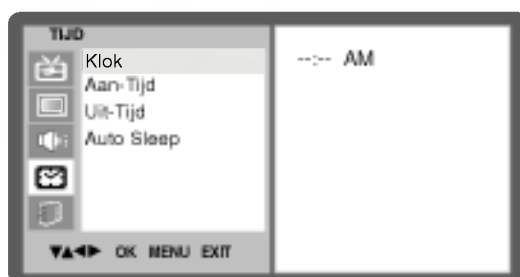 TIJD
Klok
Aan-Tijd
Uit-Tijd
Auto Sleep
--:-- AM
▼▲◀▶ OK MENU EXIT